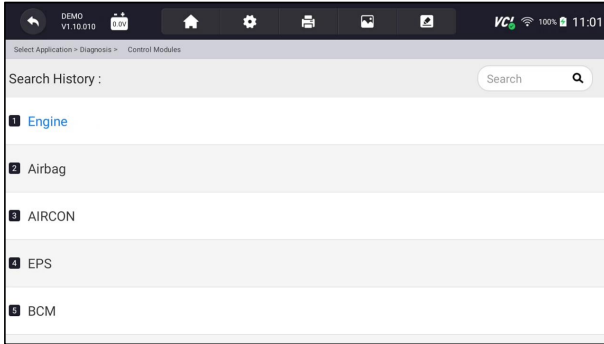 DEMO
V1.10.010
0.0V
VCI 100% 11:01
Select Application > Diagnosis > Control Modules
Search History :
Search
1 Engine
2 Airbag
3 AIRCON
4 EPS
5 BCM